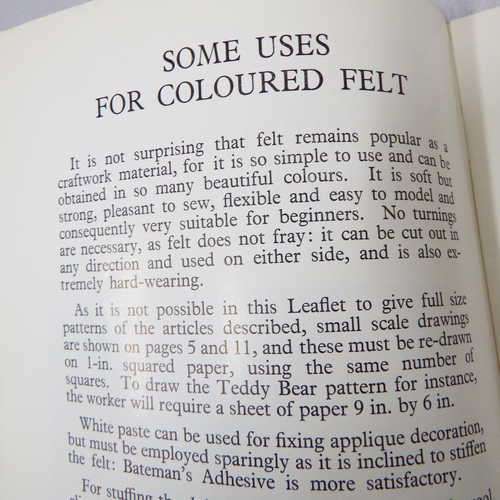 SOME USES
FOR COLOURED FELT
It is not surprising that felt remains popular as a
craftwork material, for it is so simple to use and can be
obtained in so many beautiful colours. It is soft but
strong, pleasant to sew, flexible and easy to model and
consequently very suitable for beginners. No turnings
are necessary, as felt does not fray: it can be cut out in
any direction and used on either side, and is also ex-
tremely hard-wearing.
As it is not possible in this Leaflet to give full size
patterns of the articles described, small scale drawings
are shown on pages 5 and 11, and these must be re-drawn
on 1-in. squared paper, using the same number of
squares. To draw the Teddy Bear pattern for instance,
the worker will require a sheet of paper 9 in. by 6 in.
White paste can be used for fixing applique decoration,
but must be employed sparingly as it is inclined to stiffen
the felt: Bateman's Adhesive is more satisfactory.
For stuffing the